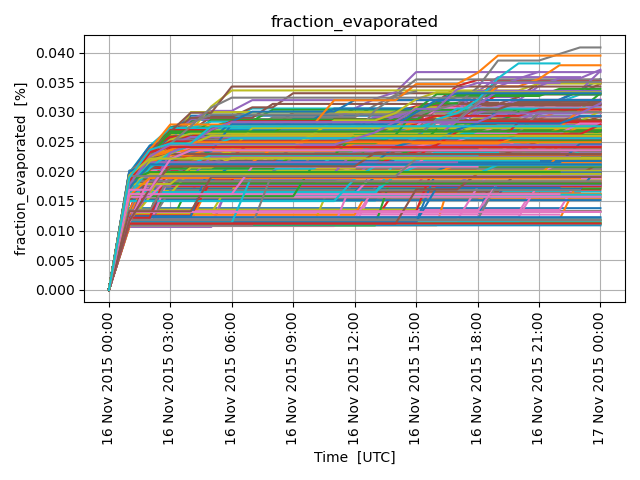 fraction_evaporated
0.040
0.035
0.030
0.025
0.020
0.015
0.010
0.005
0.000
fraction_evaporated [%]
16 Nov 2015 00:00
16 Nov 2015 03:00
16 Nov 2015 06:00
16 Nov 2015 09:00
16 Nov 2015 12:00
16 Nov 2015 15:00
16 Nov 2015 18:00
16 Nov 2015 21:00
17 Nov 2015 00:00
Time [UTC]